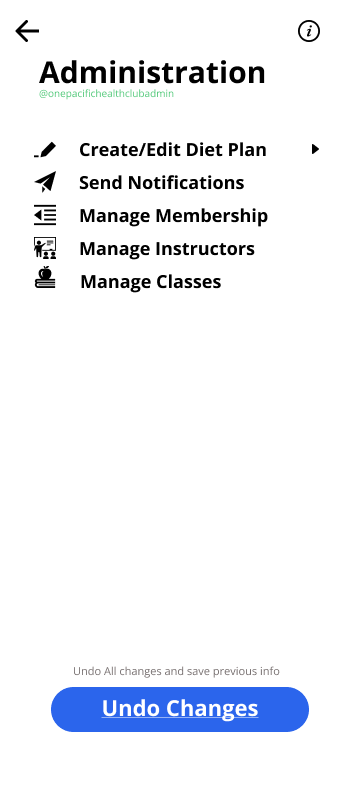 Administration
@onepacifichealthclubadmin
Create/Edit Diet Plan
Send Notifications
Manage Membership
Manage Instructors
Manage Classes
Undo All changes and save previous info
Undo Changes